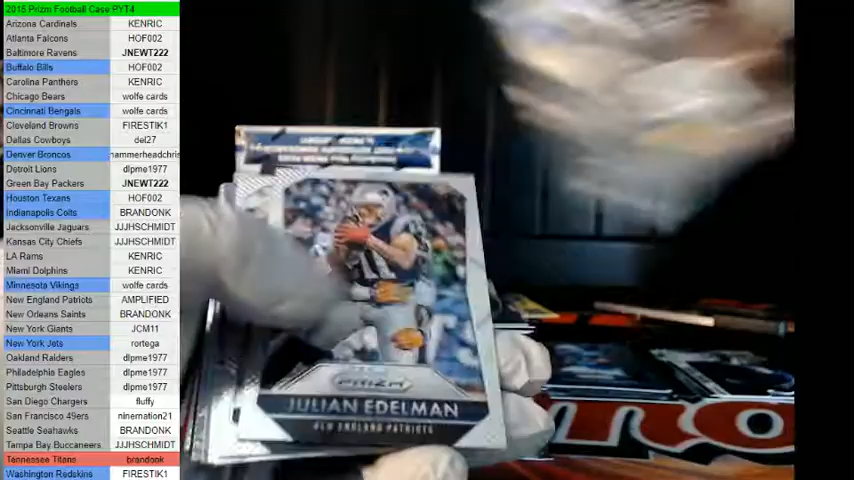 2015 Prizm Football Case PYT4
Arizona Cardinals KENRIC
Atlanta Falcons HOF002
Baltimore Ravens JNEWT222
Buffalo Bills HOF002
Carolina Panthers KENRIC
Chicago Bears wolfe cards
Cincinnati Bengals wolfe cards
Cleveland Browns FIRESTIK1
Dallas Cowboys del27
Denver Broncos hammerheadchris
Detroit Lions dlpme1977
Green Bay Packers JNEWT222
Houston Texans HOF002
Indianapolis Colts BRANDONK
Jacksonville Jaguars JJJHSCHMIDT
Kansas City Chiefs JJJHSCHMIDT
LA Rams KENRIC
Miami Dolphins KENRIC
Minnesota Vikings wolfe cards
New England Patriots AMPLIFIED
New Orleans Saints BRANDONK
New York Giants JCM11
New York Jets rortega
Oakland Raiders dlpme1977
Philadelphia Eagles dlpme1977
Pittsburgh Steelers dlpme1977
San Diego Chargers fluffy
San Francisco 49ers ninernation21
Seattle Seahawks BRANDONK
Tampa Bay Buccaneers JJJHSCHMIDT
Tennessee Titans brandook
Washington Redskins FIRESTIK1
PRIZM
JULIAN EDELMAN
NEW ENGLAND PATRIOTS
11